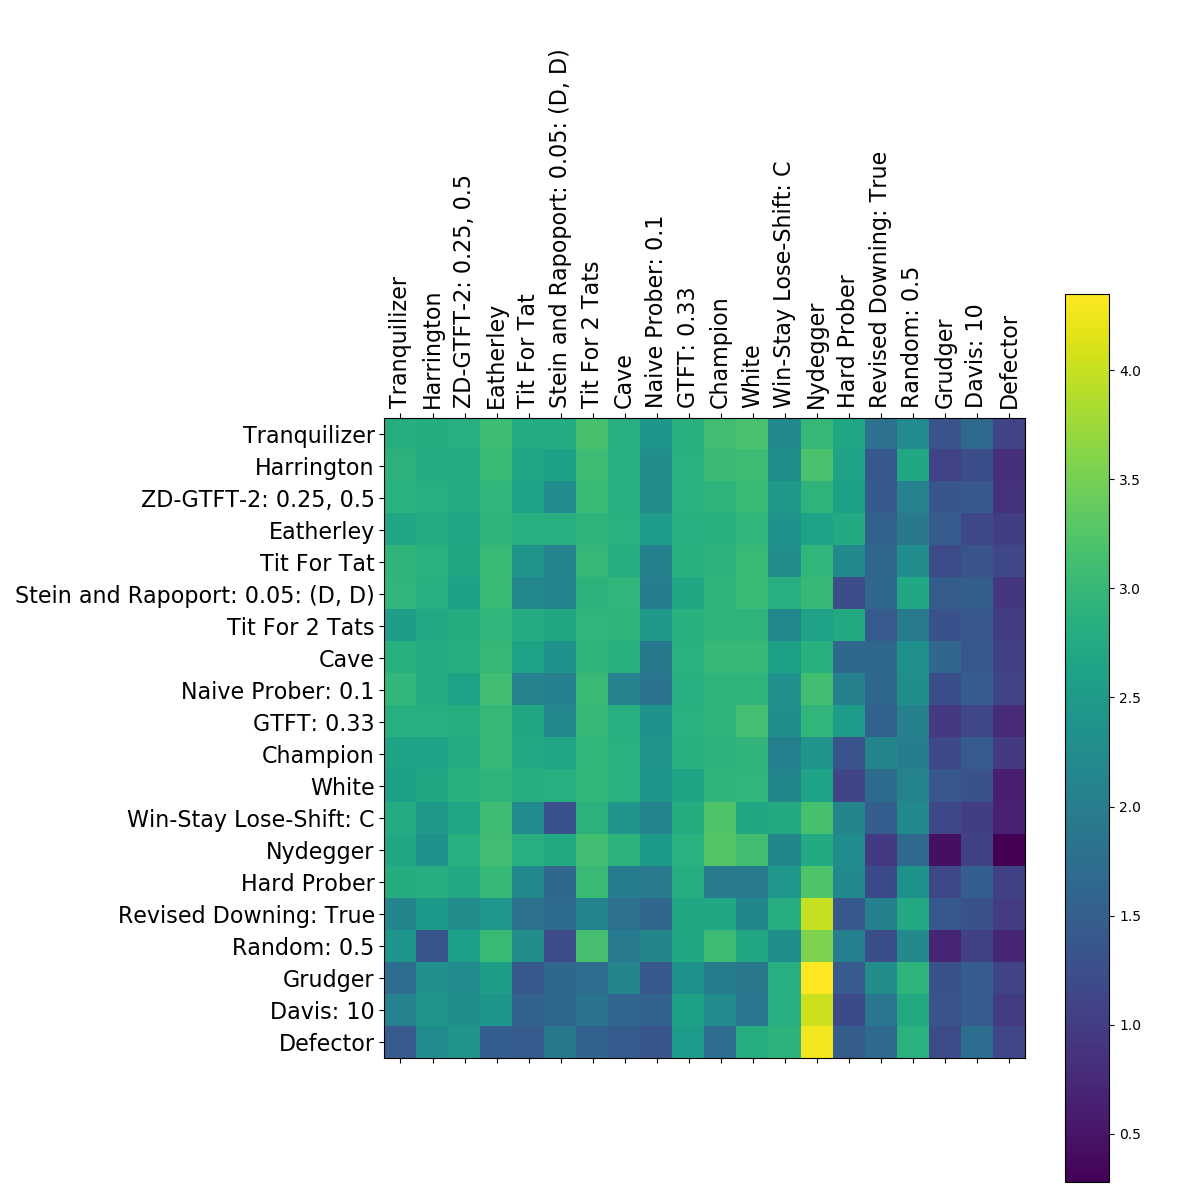 Tranquilizer
Harrington
ZD-GTFT-2: 0.25, 0.5
Eatherley
Tit For Tat
Stein and Rapoport: 0.05: (D, D)
Tit For 2 Tats
Cave
Naive Prober: 0.1
GTFT: 0.33
Champion
White
Win-Stay Lose-Shift: C
Nydegger
Hard Prober
Revised Downing: True
Random: 0.5
Grudger
Davis: 10
Defector
Tranquilizer
Harrington
ZD-GTFT-2: 0.25, 0.5
Eatherley
Tit For Tat
Stein and Rapoport: 0.05: (D, D)
Tit For 2 Tats
Cave
Naive Prober: 0.1
GTFT: 0.33
Champion
White
Win-Stay Lose-Shift: C
Nydegger
Hard Prober
Revised Downing: True
Random: 0.5
Grudger
Davis: 10
Defector
4.0
3.5
3.0
2.5
2.0
1.5
1.0
0.5